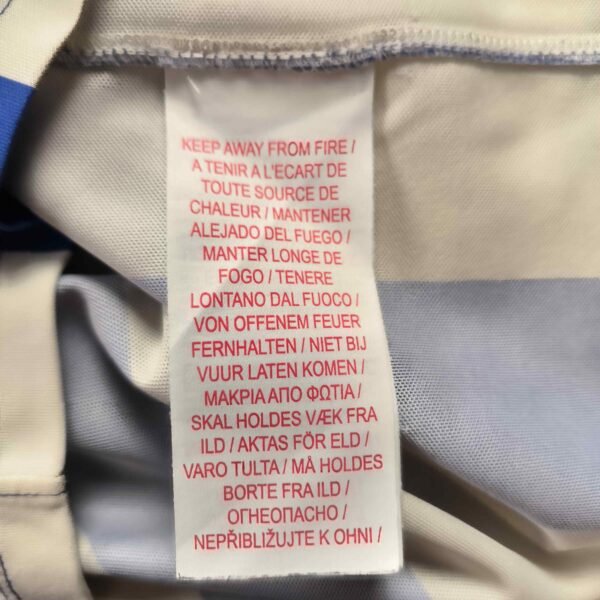 KEEP AWAY FROM FIRE /
A TENIR A L'ECART DE
TOUTE SOURCE DE
CHALEUR / MANTENER
ALEJADO DEL FUEGO /
MANTER LONGE DE
FOGO / TENERE
LONTANO DAL FUOCO /
VON OFFENEM FEUER
FERNHALTEN / NIET BIJ
VUUR LATEN KOMEN /
ΜΑΚΡΙΑ ΑΠΟ ΦΩΤΙΑ /
SKAL HOLDES VÆK FRA
ILD / AKTAS FÖR ELD /
VARO TULTA / MÅ HOLDES
BORTE FRA ILD /
ОГНЕОПАСНО /
NEPŘIBLIŽUJTE K OHNI /